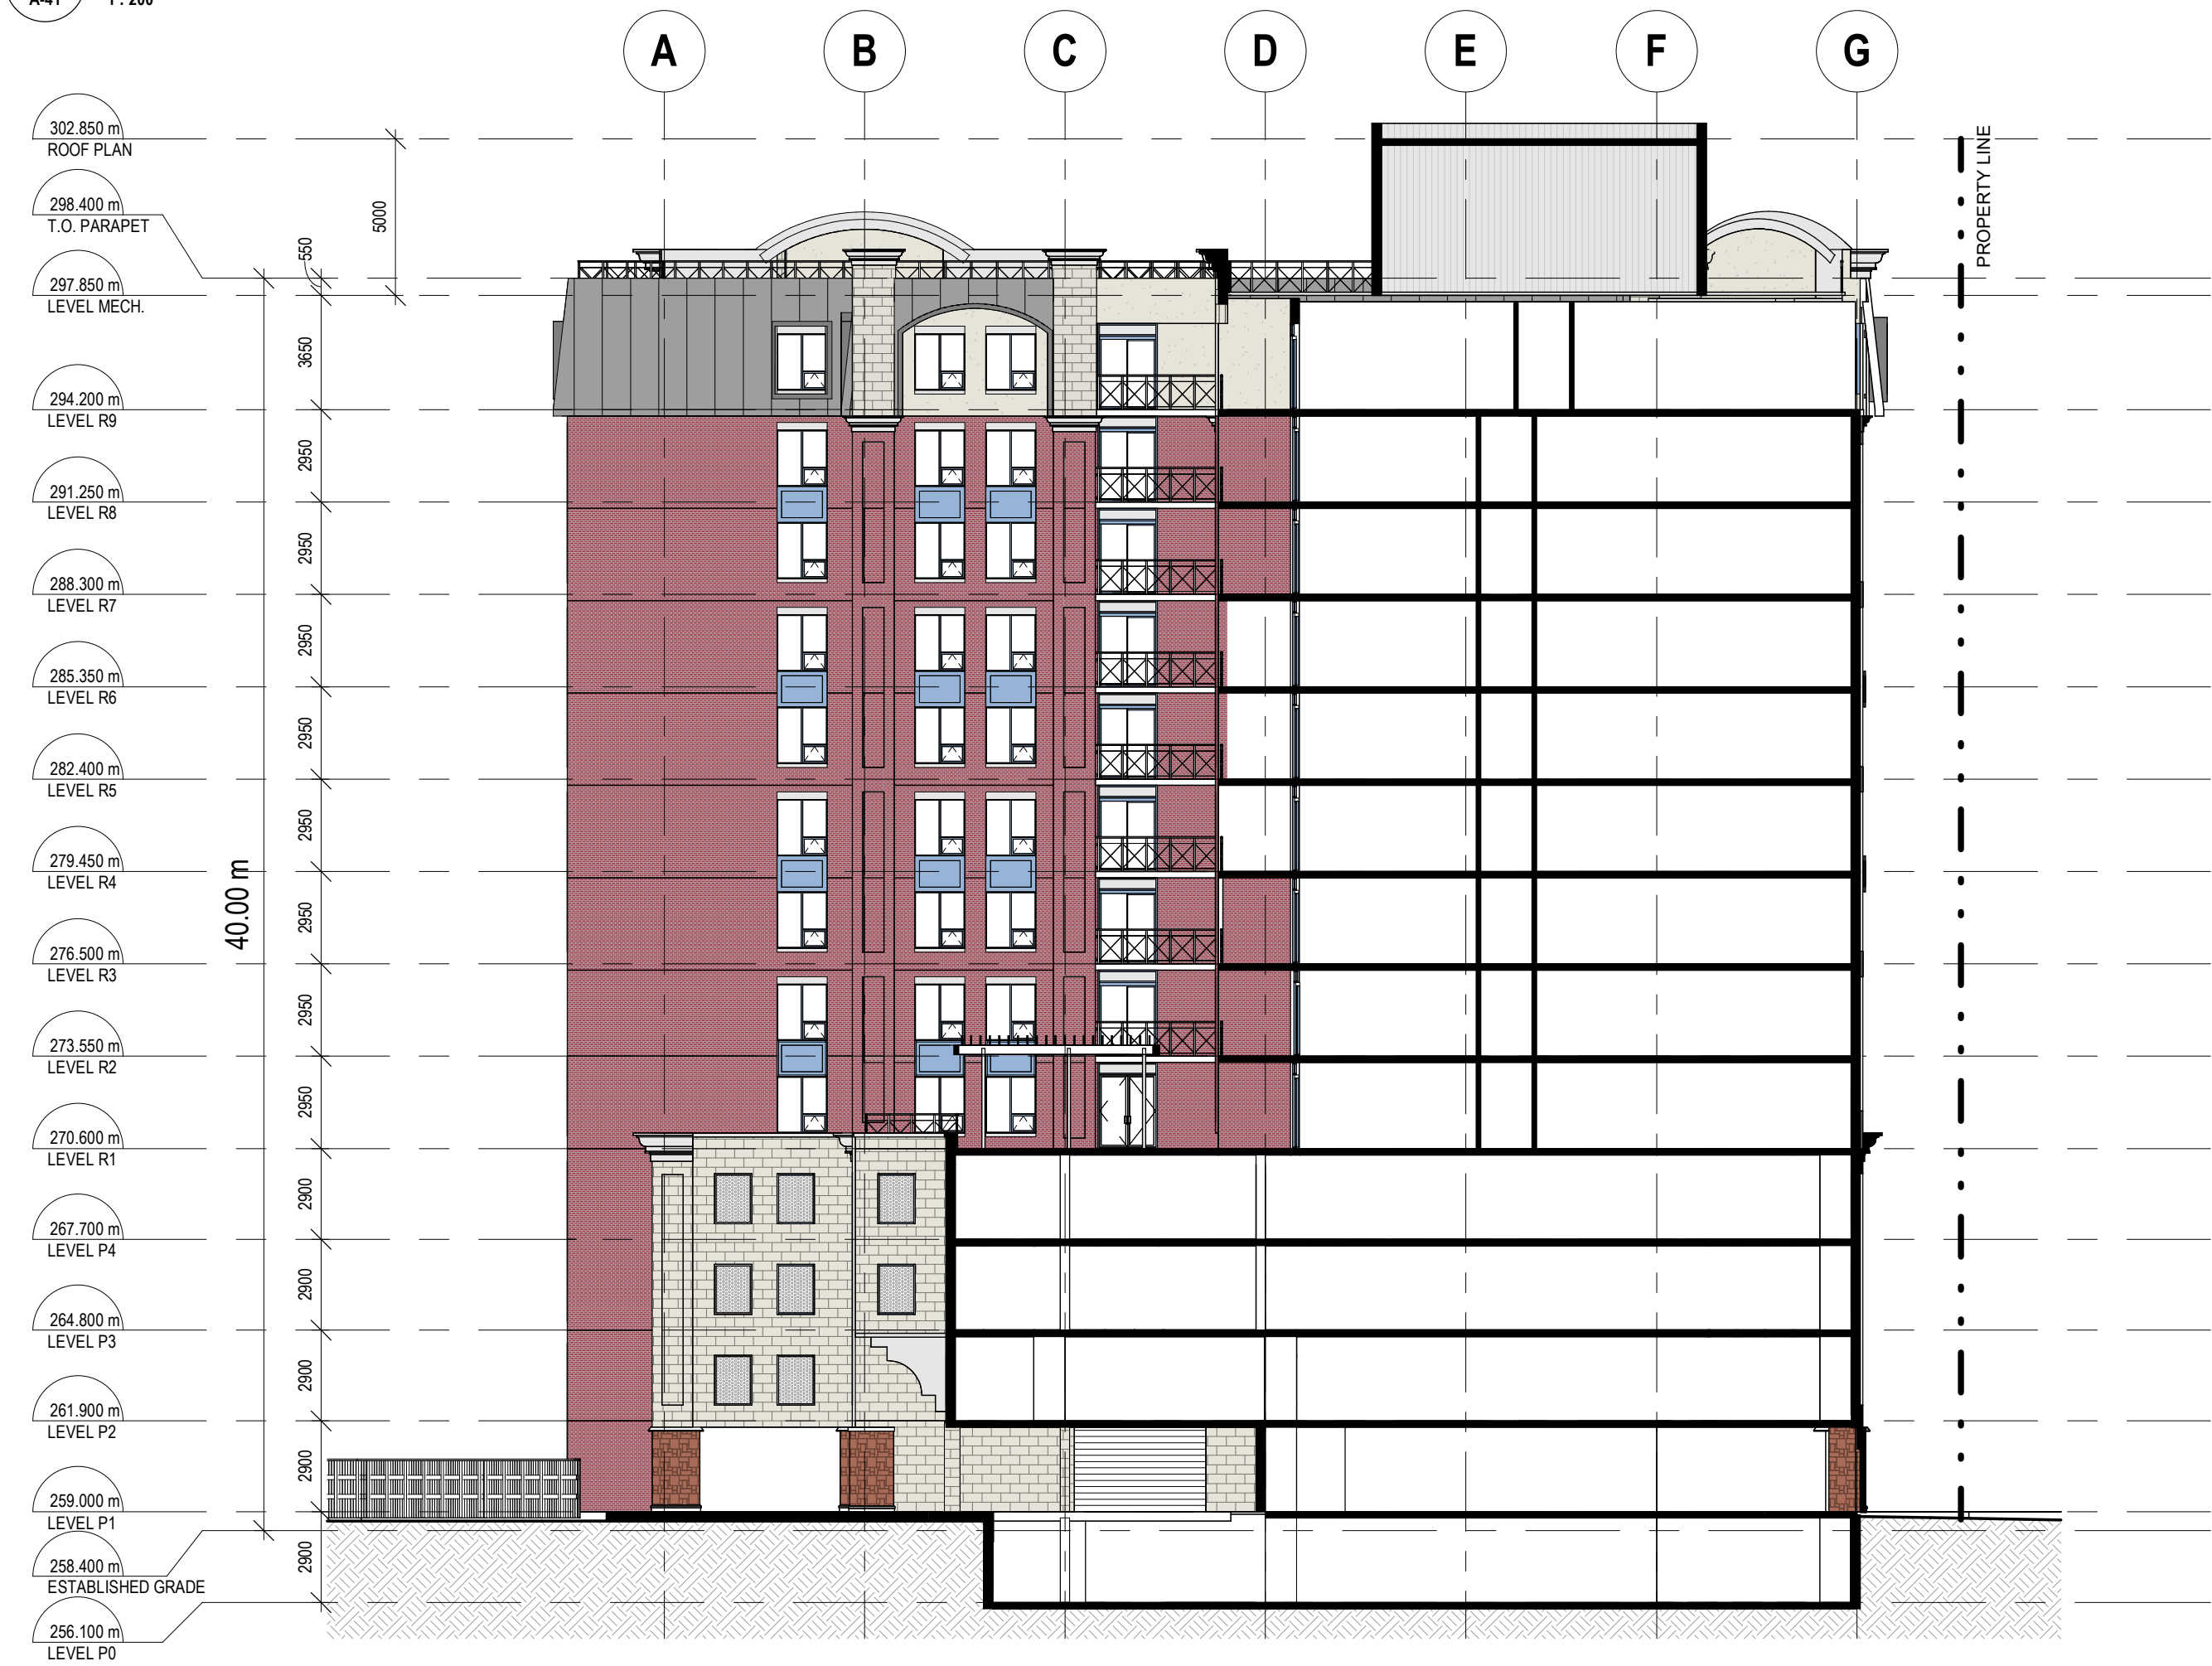 A-41
1 : 200
A
B
C
D
E
F
G
302.850 m
ROOF PLAN
298.400 m
T.O. PARAPET
297.850 m
LEVEL MECH.
294.200 m
LEVEL R9
291.250 m
LEVEL R8
288.300 m
LEVEL R7
285.350 m
LEVEL R6
282.400 m
LEVEL R5
279.450 m
LEVEL R4
276.500 m
LEVEL R3
273.550 m
LEVEL R2
270.600 m
LEVEL R1
267.700 m
LEVEL P4
264.800 m
LEVEL P3
261.900 m
LEVEL P2
259.000 m
LEVEL P1
258.400 m
ESTABLISHED GRADE
256.100 m
LEVEL P0
40.00 m
5000
550
3650
2950
2950
2950
2950
2950
2950
2950
2950
2900
2900
2900
2900
2900
PROPERTY LINE